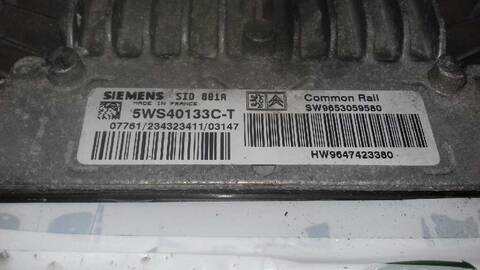 SIEMENS SID 801A
MADE IN FRANCE
5WS40133C-T
07761/234323411/03147
Common Rail
SW9653059580
HW9647423380